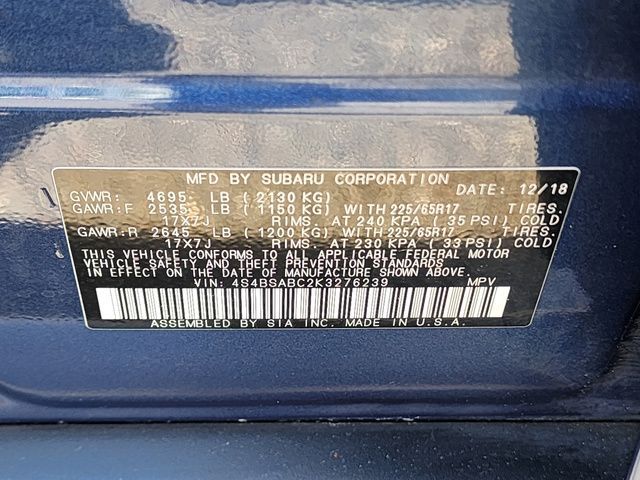 MFD BY SUBARU CORPORATION
DATE: 12/18
GVWR: 4695 LB ( 2130 KG)
GAWR:F 2535 LB ( 1150 KG) WITH 225/65R17 TIRES.
17X7J RIMS. AT 240 KPA ( 35 PSI) COLD
GAWR:R 2645 LB ( 1200 KG) WITH 225/65R17 TIRES.
17X7J RIMS. AT 230 KPA ( 33 PSI) COLD
THIS VEHICLE CONFORMS TO ALL APPLICABLE FEDERAL MOTOR
VEHICLE SAFETY AND THEFT PREVENTION STANDARDS
IN EFFECT ON THE DATE OF MANUFACTURE SHOWN ABOVE.
VIN: 4S4BSABC2K3276239 MPV
ASSEMBLED BY SIA INC. MADE IN U.S.A.